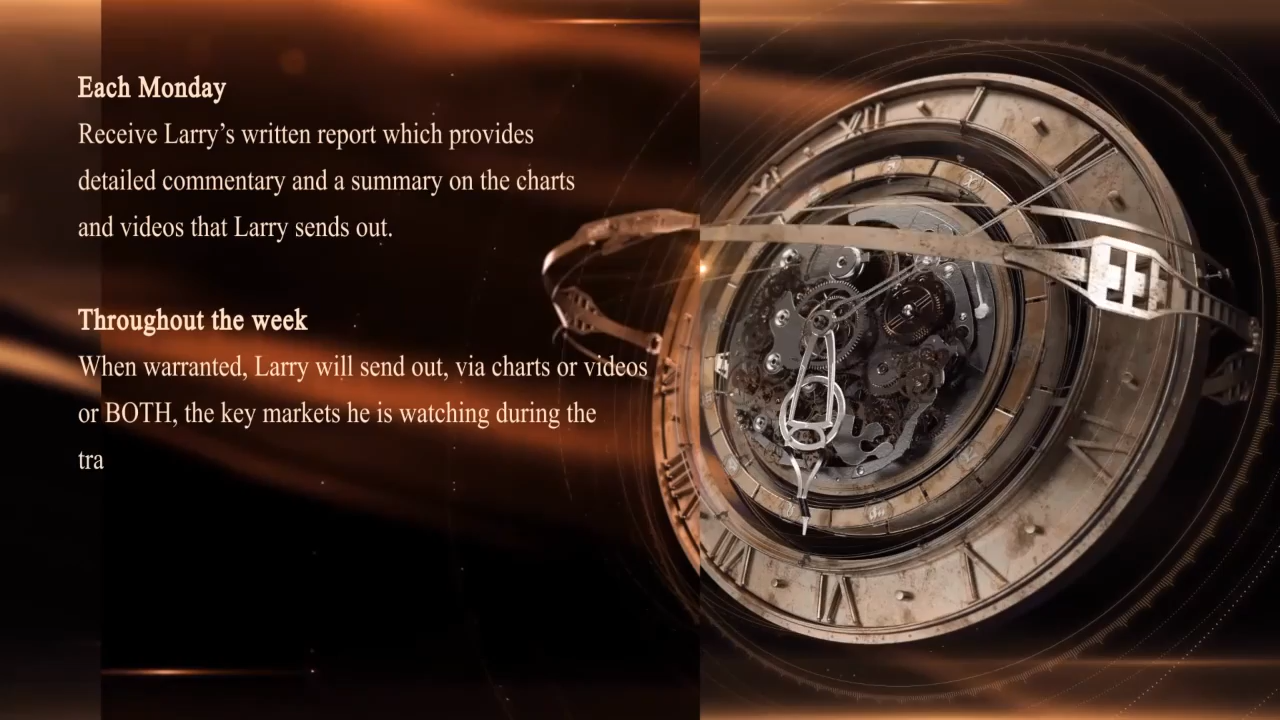 Each Monday
Receive Larry’s written report which provides
detailed commentary and a summary on the charts
and videos that Larry sends out.
Throughout the week
When warranted, Larry will send out, via charts or videos
or BOTH, the key markets he is watching during the
tra